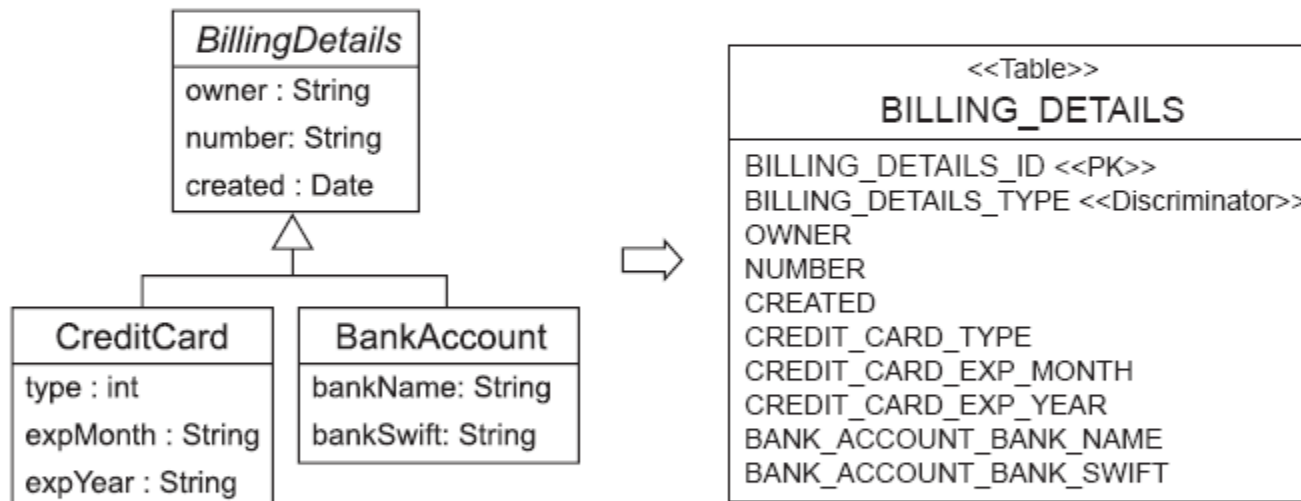 BillingDetails
owner : String
number: String
created : Date
CreditCard
type : int
expMonth : String
expYear : String
BankAccount
bankName: String
bankSwift: String
<<Table>>
BILLING_DETAILS
BILLING_DETAILS_ID <<PK>>
BILLING_DETAILS_TYPE <<Discriminator>>
OWNER
NUMBER
CREATED
CREDIT_CARD_TYPE
CREDIT_CARD_EXP_MONTH
CREDIT_CARD_EXP_YEAR
BANK_ACCOUNT_BANK_NAME
BANK_ACCOUNT_BANK_SWIFT